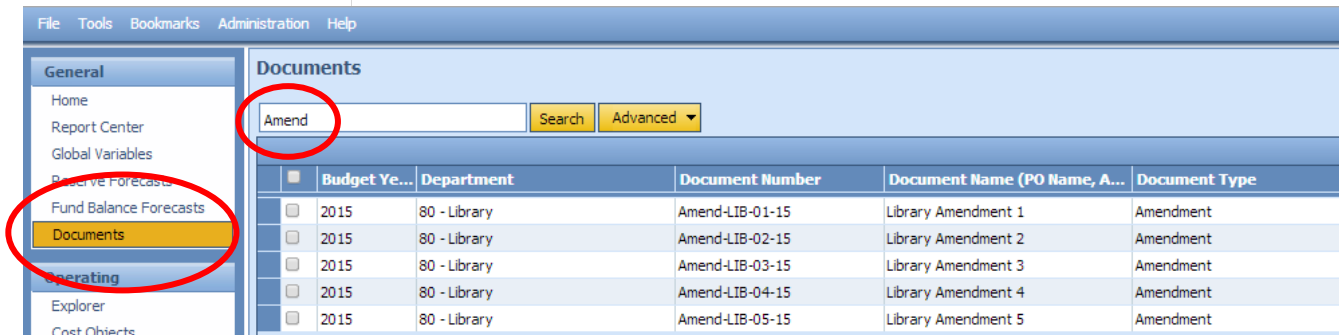 File Tools Bookmarks Administration Help
General
Home
Report Center
Global Variables
Reserve Forecasts
Fund Balance Forecasts
Documents
Operating
Explorer
Cost Objects
Documents
Amend Search Advanced
Budget Ye... Department Document Number Document Name (PO Name, A... Document Type
2015 80 - Library Amend-LIB-01-15 Library Amendment 1 Amendment
2015 80 - Library Amend-LIB-02-15 Library Amendment 2 Amendment
2015 80 - Library Amend-LIB-03-15 Library Amendment 3 Amendment
2015 80 - Library Amend-LIB-04-15 Library Amendment 4 Amendment
2015 80 - Library Amend-LIB-05-15 Library Amendment 5 Amendment